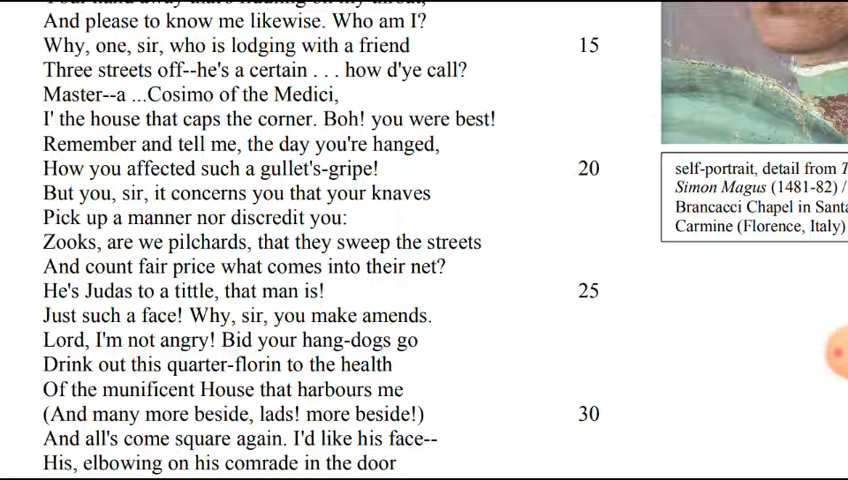 And please to know me likewise. Who am I?
Why, one, sir, who is lodging with a friend 15
Three streets off--he's a certain . . . how d'ye call?
Master--a ...Cosimo of the Medici,
I' the house that caps the corner. Boh! you were best!
Remember and tell me, the day you're hanged,
How you affected such a gullet's-gripe! 20
But you, sir, it concerns you that your knaves
Pick up a manner nor discredit you:
Zooks, are we pilchards, that they sweep the streets
And count fair price what comes into their net?
He's Judas to a tittle, that man is! 25
Just such a face! Why, sir, you make amends.
Lord, I'm not angry! Bid your hang-dogs go
Drink out this quarter-florin to the health
Of the munificent House that harbours me
(And many more beside, lads! more beside!) 30
And all's come square again. I'd like his face--
His, elbowing on his comrade in the door
self-portrait, detail from T
Simon Magus (1481-82) /
Brancacci Chapel in Santa
Carmine (Florence, Italy)